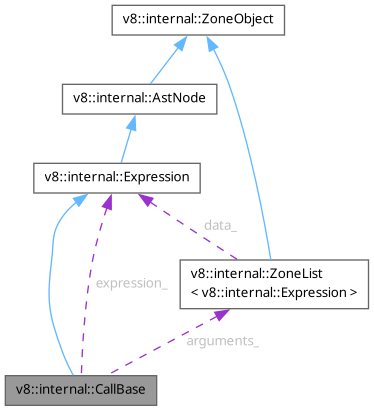 v8::internal::ZoneObject
v8::internal::AstNode
v8::internal::Expression
data_
v8::internal::ZoneList
< v8::internal::Expression >
expression_
arguments_
v8::internal::CallBase